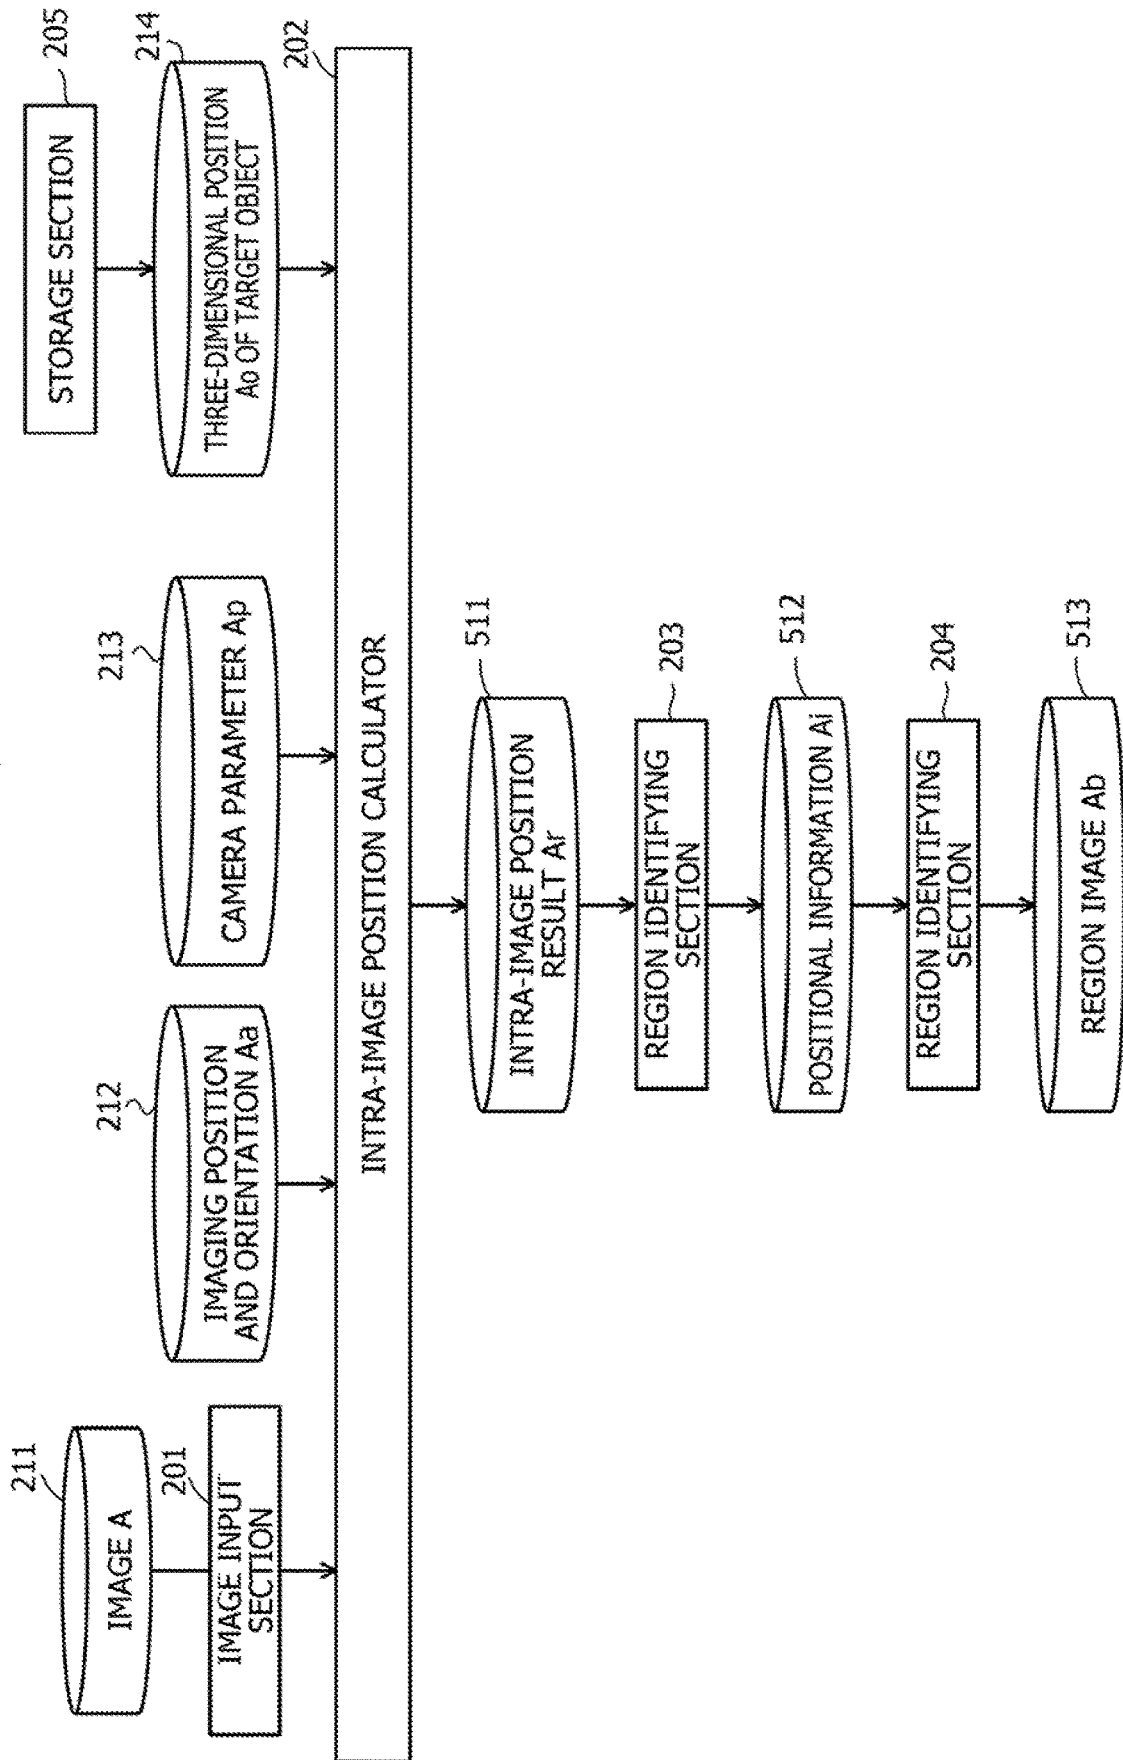 211
IMAGE A
201
IMAGE INPUT
SECTION
212
IMAGING POSITION
AND ORIENTATION Aa
213
CAMERA PARAMETER Ap
205
STORAGE SECTION
214
THREE-DIMENSIONAL POSITION
Ao OF TARGET OBJECT
202
INTRA-IMAGE POSITION CALCULATOR
511
INTRA-IMAGE POSITION
RESULT Ar
203
REGION IDENTIFYING
SECTION
512
POSITIONAL INFORMATION Ai
204
REGION IDENTIFYING
SECTION
513
REGION IMAGE Ab